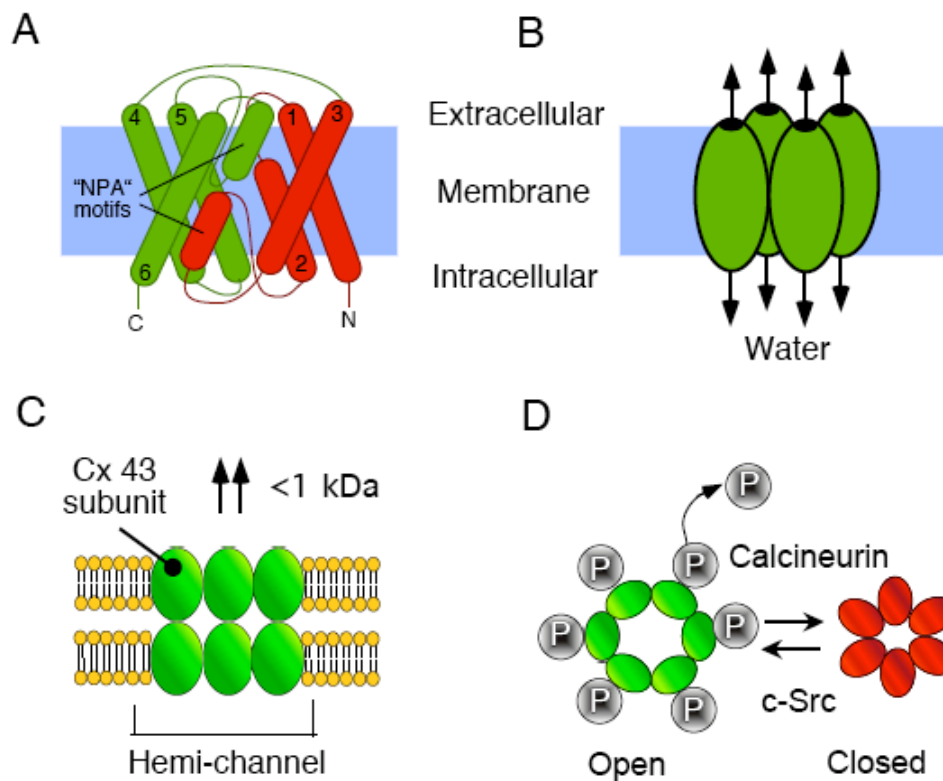 A
4
5
1
3
"NPA"
motifs
6
2
C
N
B
Extracellular
Membrane
Intracellular
Water
C
Cx 43
subunit
<1 kDa
Hemi-channel
D
P
P
P
Calcineurin
P
P
P
P
c-Src
Open
Closed